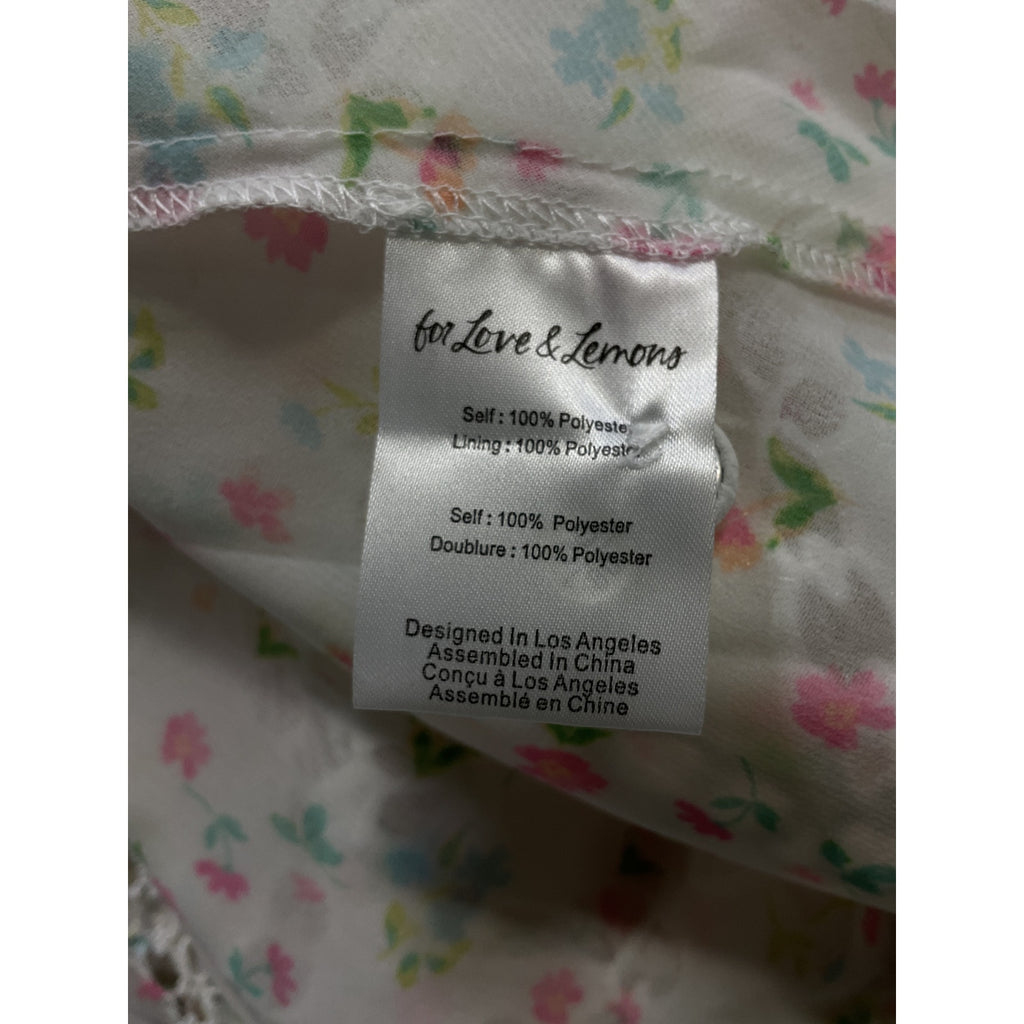 for Love & Lemons
Self : 100% Polyester
Lining : 100% Polyester
Self : 100% Polyester
Doublure : 100% Polyester
Designed In Los Angeles
Assembled In China
Conçu à Los Angeles
Assemblé en Chine